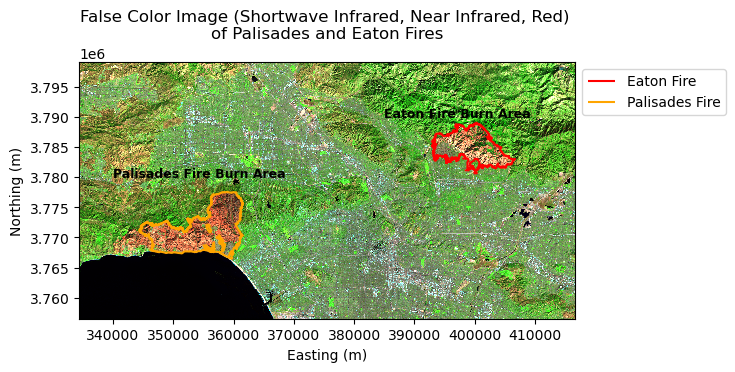 False Color Image (Shortwave Infrared, Near Infrared, Red)
of Palisades and Eaton Fires
1e6
Eaton Fire
Palisades Fire
Eaton Fire Burn Area
Palisades Fire Burn Area
3.795
3.790
3.785
3.780
3.775
3.770
3.765
3.760
Northing (m)
340000 350000 360000 370000 380000 390000 400000 410000
Easting (m)